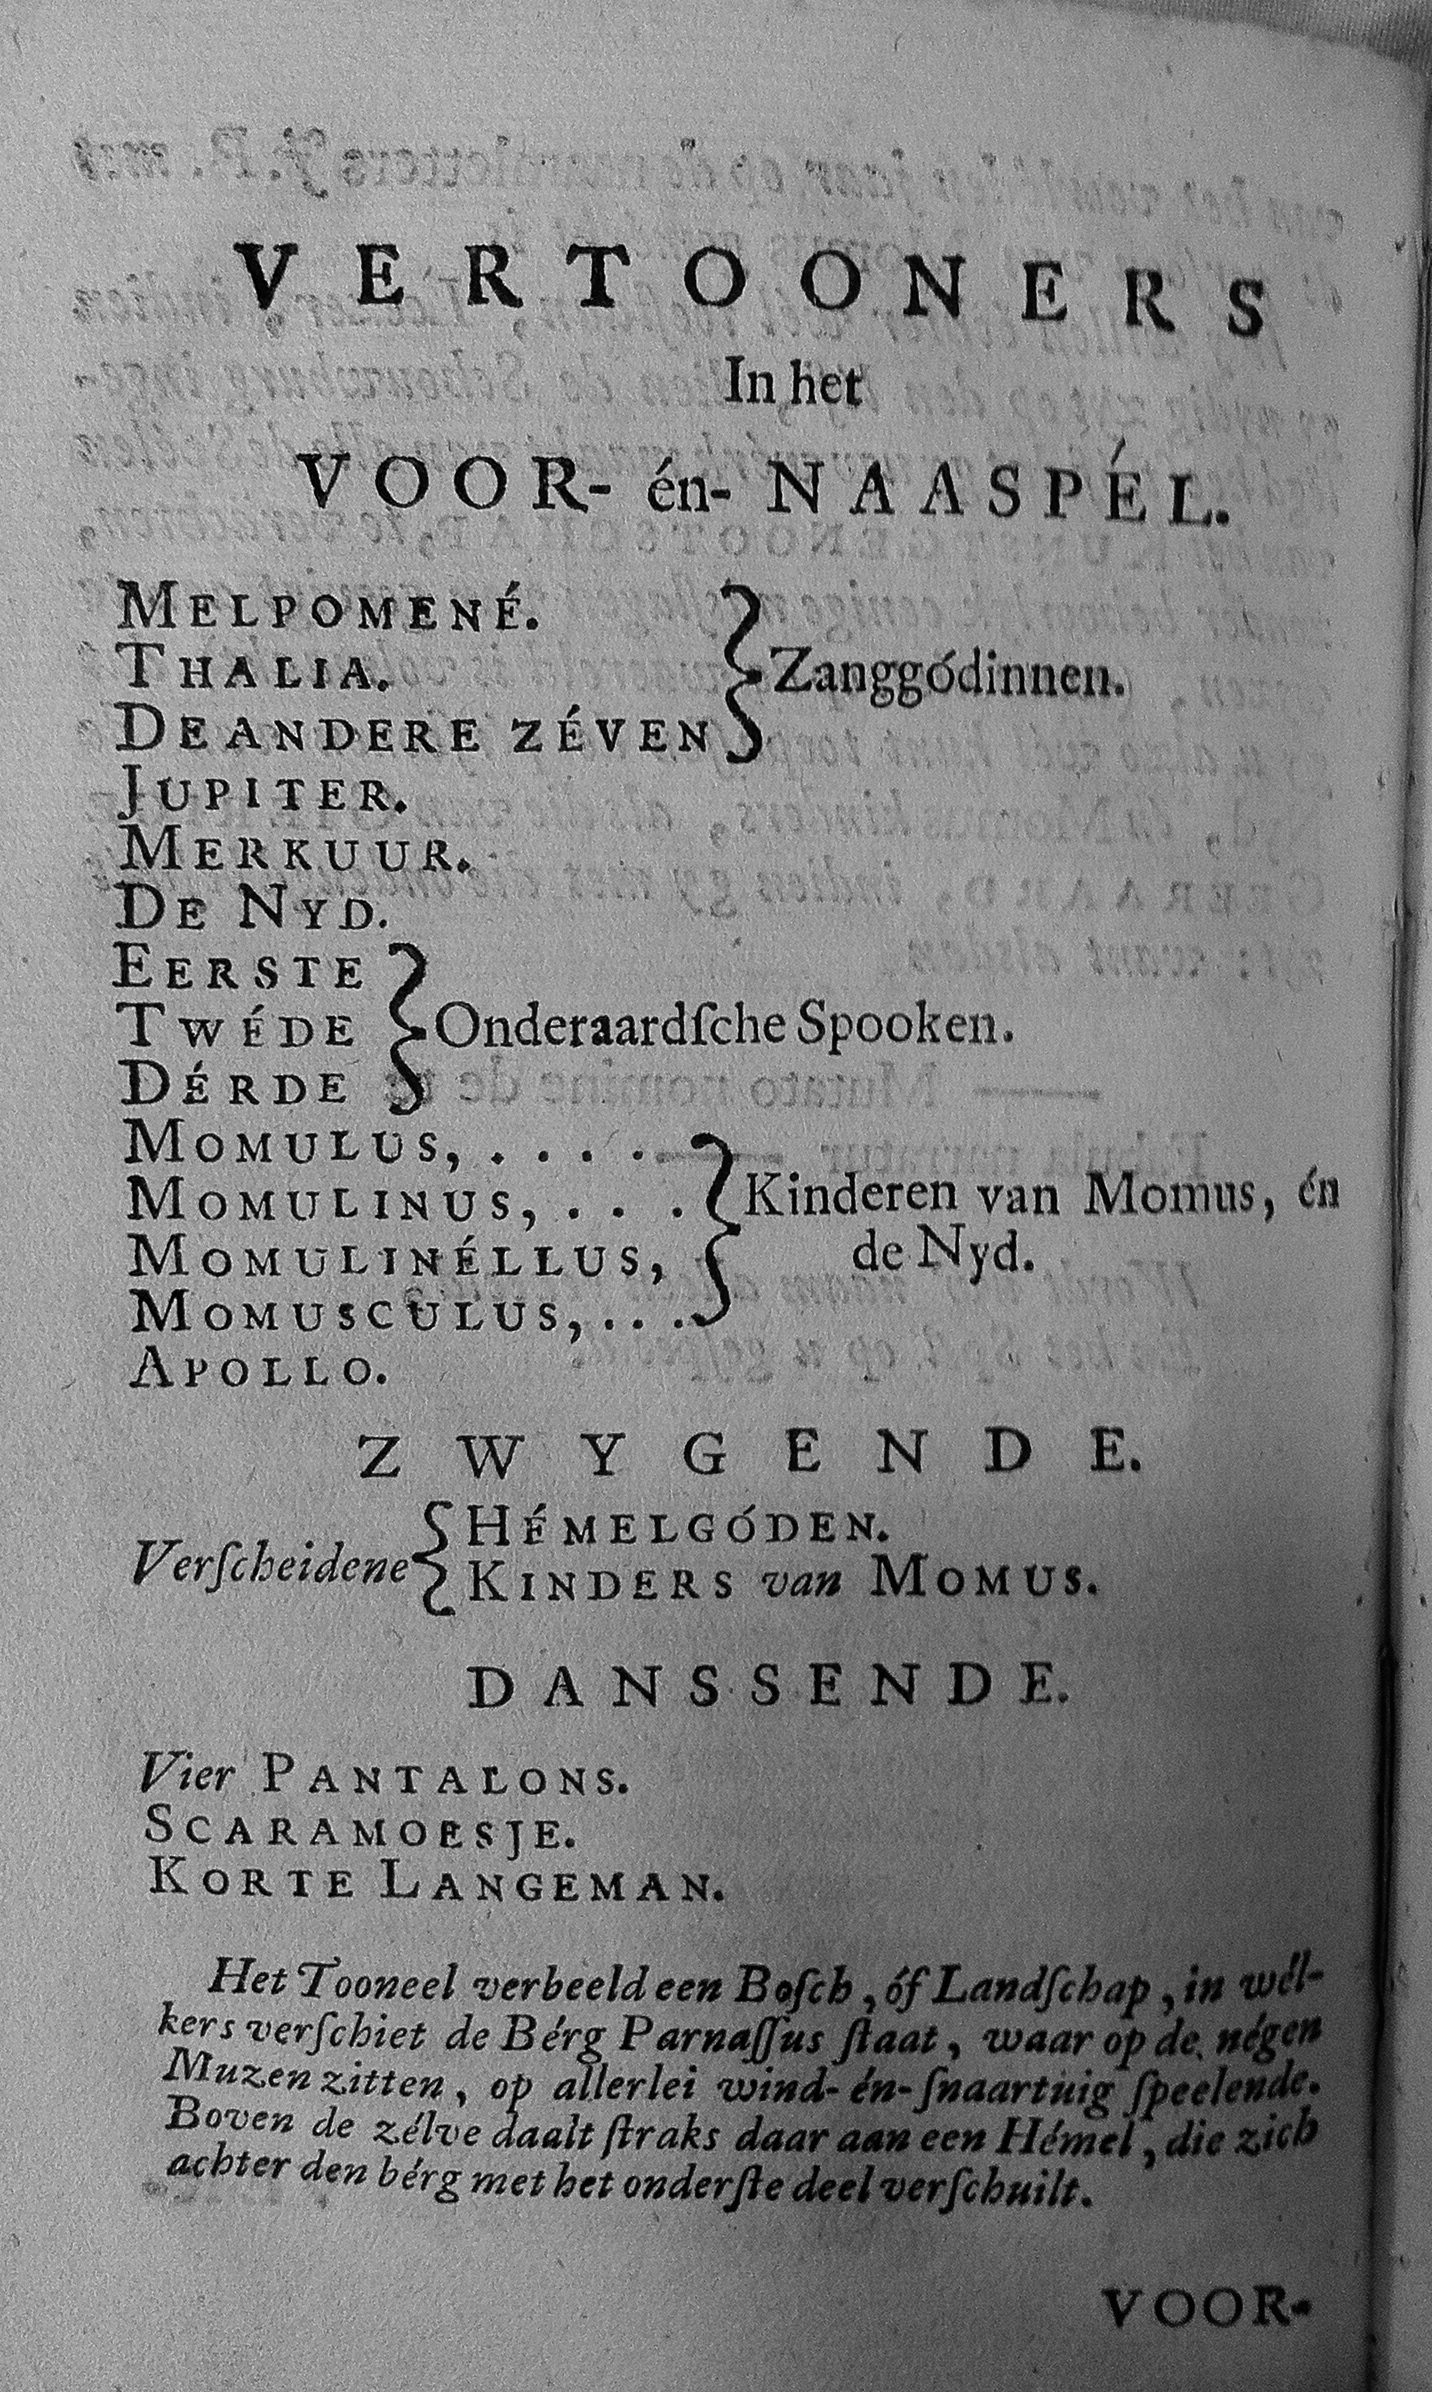 VERTOONERS
In het
VOOR- én- NAASPÉL.
MELPOMENÉ.
THALIA.
DE ANDERE ZÉVEN
Zanggódinnen.
JUPITER.
MERKUUR.
DE NYD.
EERSTE
TWÉDE
DÉRDE
Onderaardſche Spooken.
MOMULUS, . . . .
MOMULINUS, . . .
MOMULINÉLLUS,
MOMUSCULUS, . . .
Kinderen van Momus, én
de Nyd.
APOLLO.
ZWYGENDE.
Verſcheidene
HÉMELGÓDEN.
KINDERS van MOMUS.
DANSSENDE.
Vier PANTALONS.
SCARAMOESJE.
KORTE LANGEMAN.
Het Tooneel verbeeld een Boſch, óf Landſchap, in wél-
kers verſchiet de Bérg Parnaſſus ſtaat, waar op de négen
Muzen zitten, op allerlei wind- én- ſnaartuig ſpeelende.
Boven de zélve daalt ſtraks daar aan een Hémel, die zich
achter den bérg met het onderſte deel verſchuilt.
VOOR-